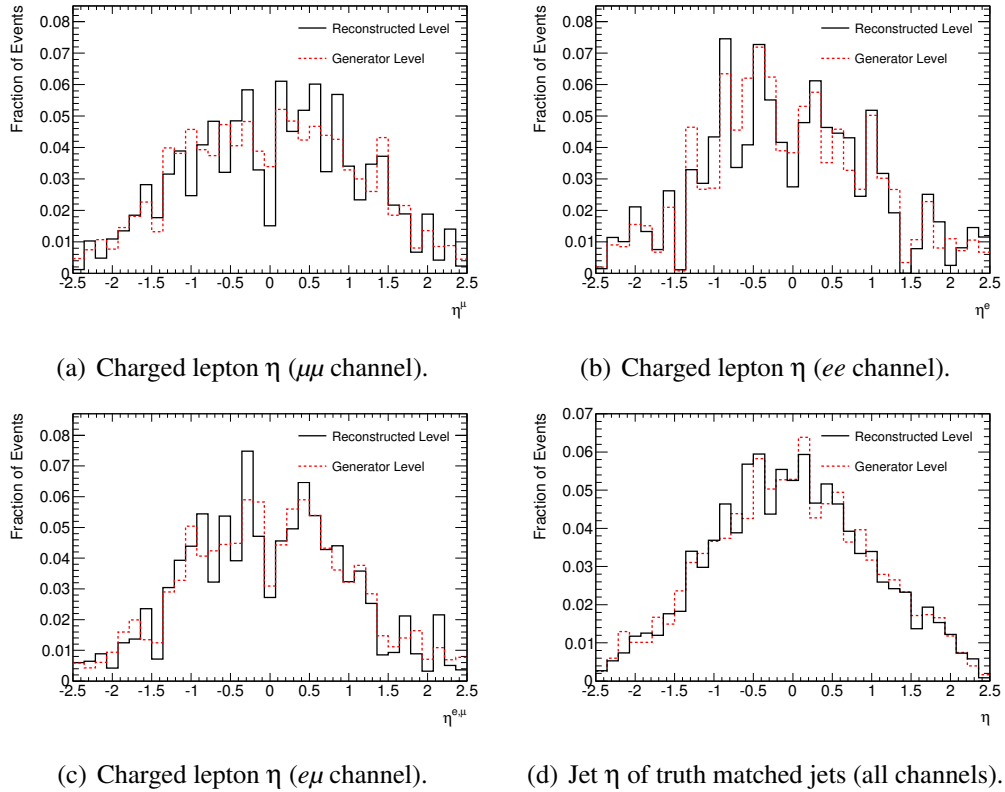 Fraction of Events
0.08
0.07
0.06
0.05
0.04
0.03
0.02
0.01
0
-2.5 -2 -1.5 -1 -0.5 0 0.5 1 1.5 2 2.5
η^μ
Reconstructed Level
Generator Level
(a) Charged lepton η (μμ channel).
Fraction of Events
0.08
0.07
0.06
0.05
0.04
0.03
0.02
0.01
0
-2.5 -2 -1.5 -1 -0.5 0 0.5 1 1.5 2 2.5
η^e
Reconstructed Level
Generator Level
(b) Charged lepton η (ee channel).
Fraction of Events
0.08
0.07
0.06
0.05
0.04
0.03
0.02
0.01
0
-2.5 -2 -1.5 -1 -0.5 0 0.5 1 1.5 2 2.5
η^e,μ
Reconstructed Level
Generator Level
(c) Charged lepton η (eμ channel).
Fraction of Events
0.07
0.06
0.05
0.04
0.03
0.02
0.01
0
-2.5 -2 -1.5 -1 -0.5 0 0.5 1 1.5 2 2.5
η
Reconstructed Level
Generator Level
(d) Jet η of truth matched jets (all channels).